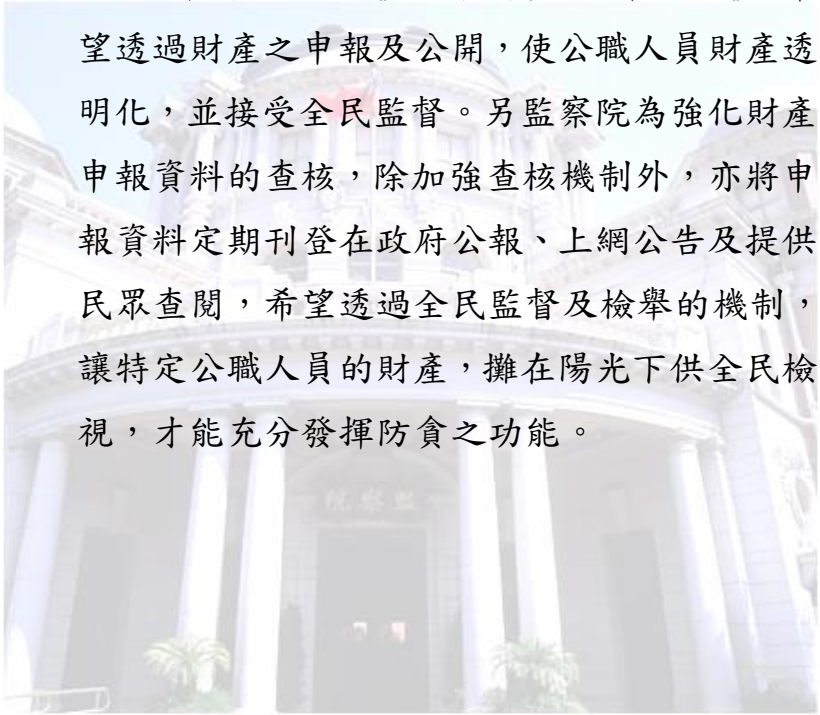 望透過財產之申報及公開，使公職人員財產透
明化，並接受全民監督。另監察院為強化財產
申報資料的查核，除加強查核機制外，亦將申
報資料定期刊登在政府公報、上網公告及提供
民眾查閱，希望透過全民監督及檢舉的機制，
讓特定公職人員的財產，攤在陽光下供全民檢
視，才能充分發揮防貪之功能。
院察監